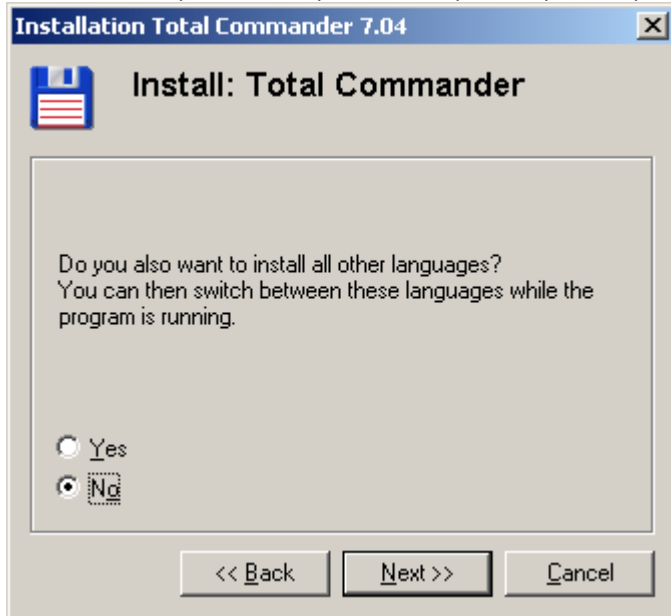 Installation Total Commander 7.04
Install: Total Commander
Do you also want to install all other languages?
You can then switch between these languages while the
program is running.
Yes
No
<< Back
Next >>
Cancel